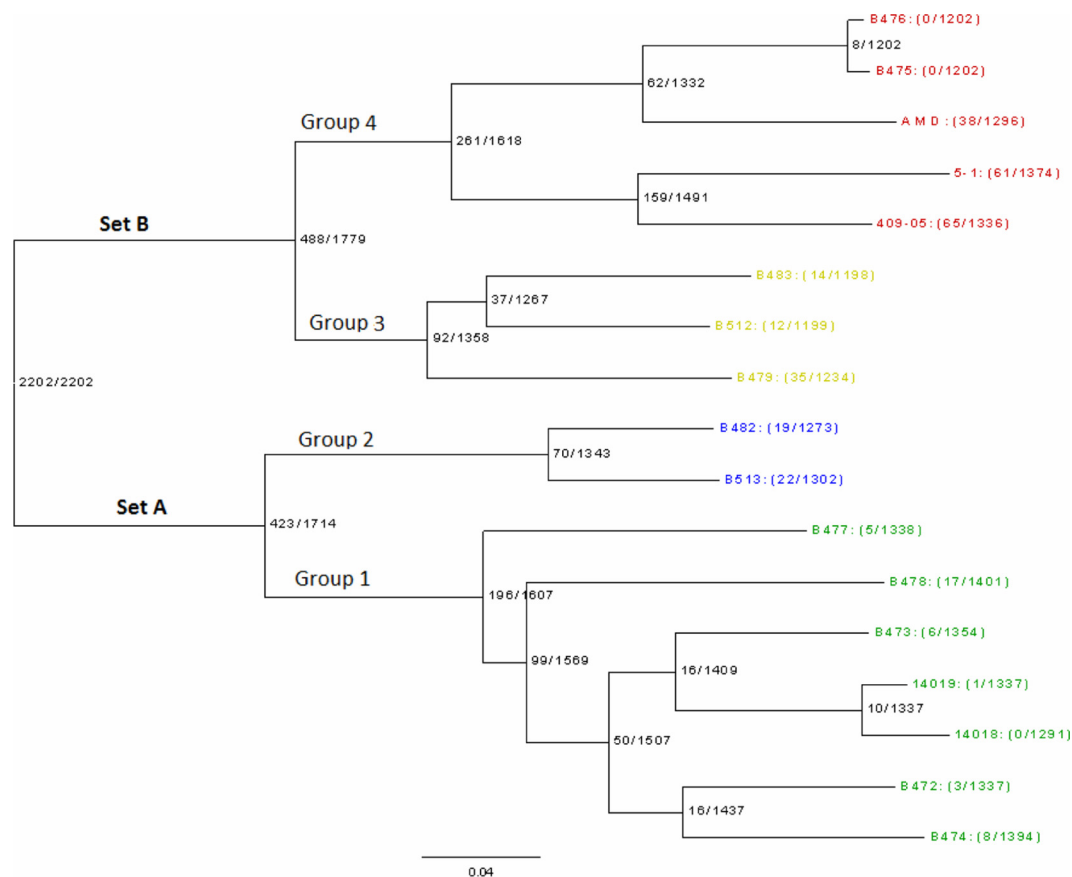 B476: (0/1202)
8/1202
B475: (0/1202)
62/1332
AMD: (38/1296)
Group 4
261/1618
5-1: (61/1374)
159/1491
409-05: (65/1336)
Set B
488/1779
B483: (14/1198)
37/1267
Group 3
B512: (12/1199)
92/1358
B479: (35/1234)
2202/2202
B482: (19/1273)
Group 2
70/1343
B513: (22/1302)
Set A
423/1714
B477: (5/1338)
Group 1
B478: (17/1401)
196/1607
B473: (6/1354)
99/1569
16/1409
14019: (1/1337)
10/1337
14018: (0/1291)
50/1507
B472: (3/1337)
16/1437
B474: (8/1394)
0.04